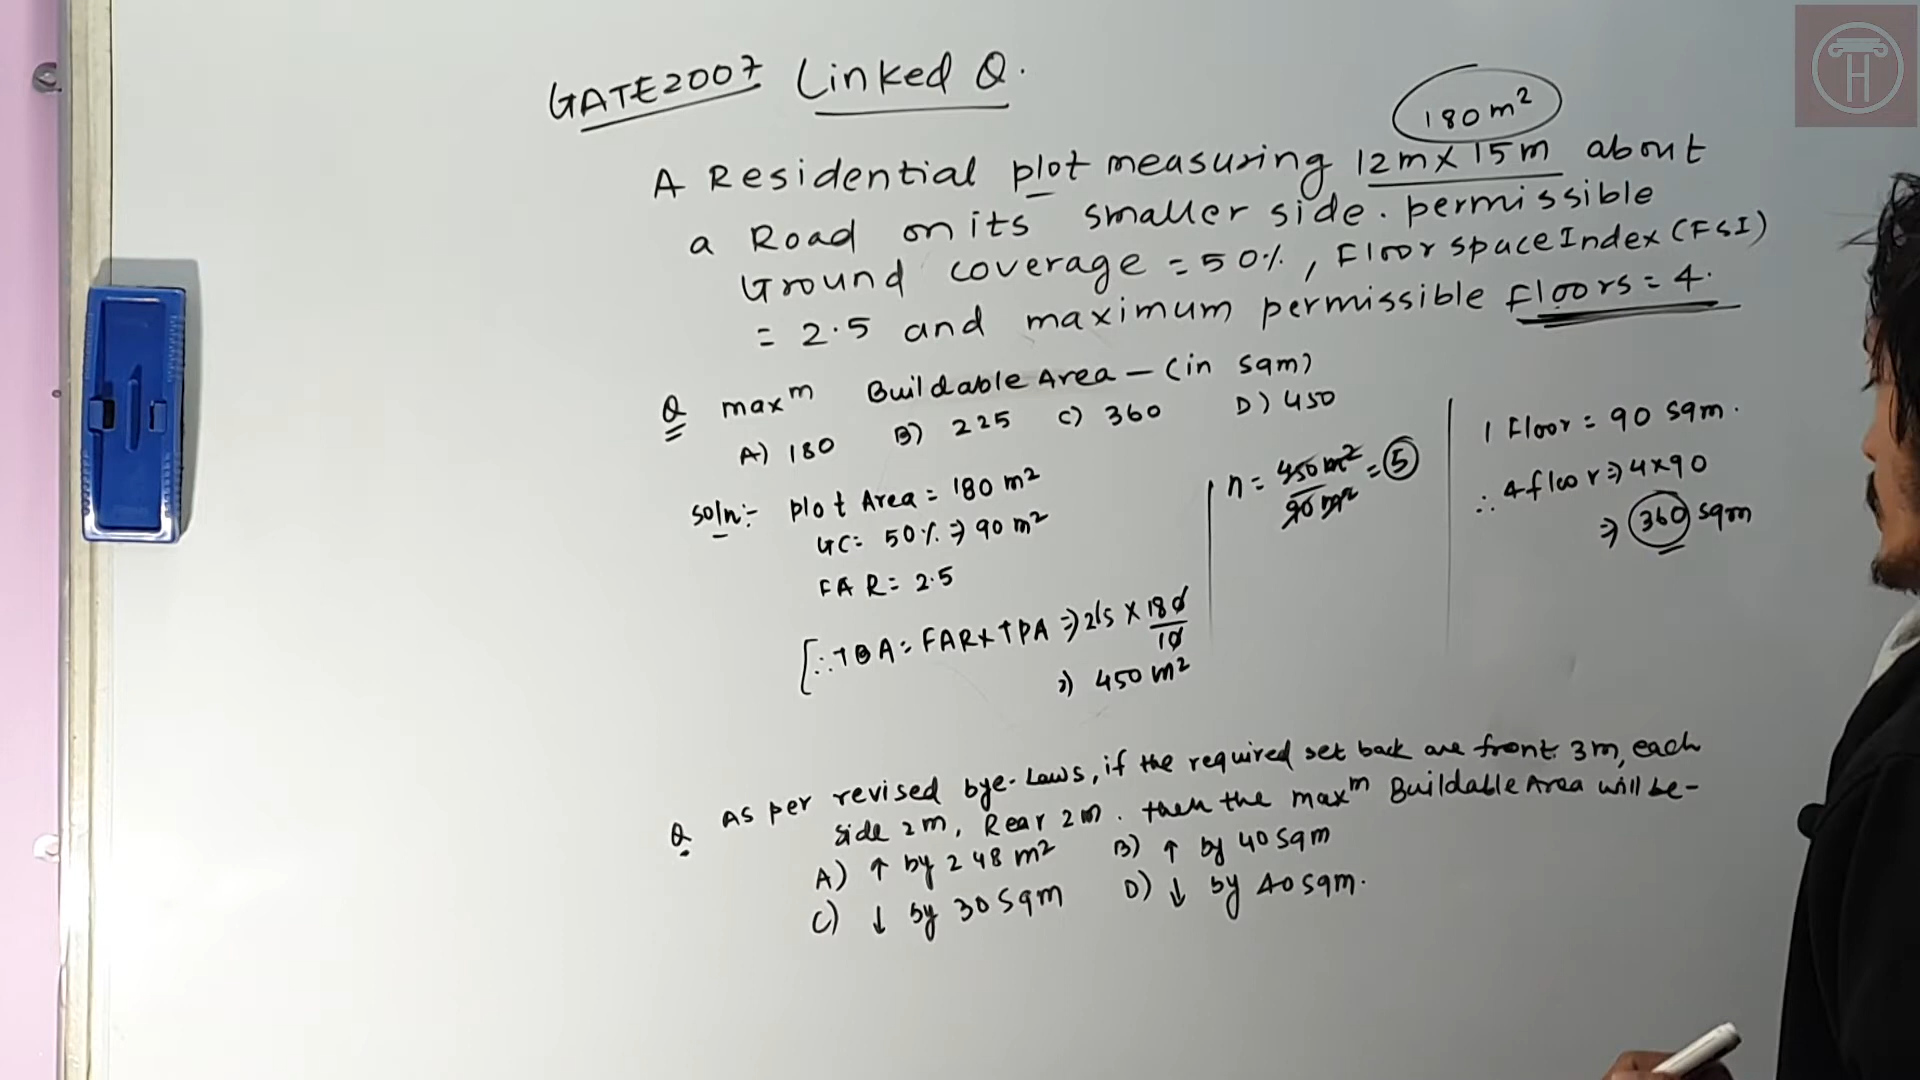 GATE2007 Linked Q.
180 m²
A Residential plot measuring 12m x 15m about
a Road on its smaller side. permissible
Ground coverage = 50%, Floor space Index (FSI)
= 2.5 and maximum permissible floors = 4.
Q maxᵐ Buildable Area — (in sqm)
A) 180 B) 225 C) 360 D) 450
soln:- plot Area = 180 m²
GC = 50% ⇒ 90 m²
FAR = 2.5
[∴ TBA = FAR x TPA ⇒ 2.5 x 180/10
⇒ 450 m²
n = 450 m²/90 m² = 5
1 Floor = 90 sqm.
∴ 4 floor ⇒ 4x90
⇒ 360 sqm
Q As per revised bye-Laws, if the required set back are front 3m, each
side 2m, Rear 2m. then the maxᵐ Buildable Area will be-
A) ↑ by 248 m² B) ↑ by 40 sqm
C) ↓ by 30 sqm D) ↓ by 40 sqm.